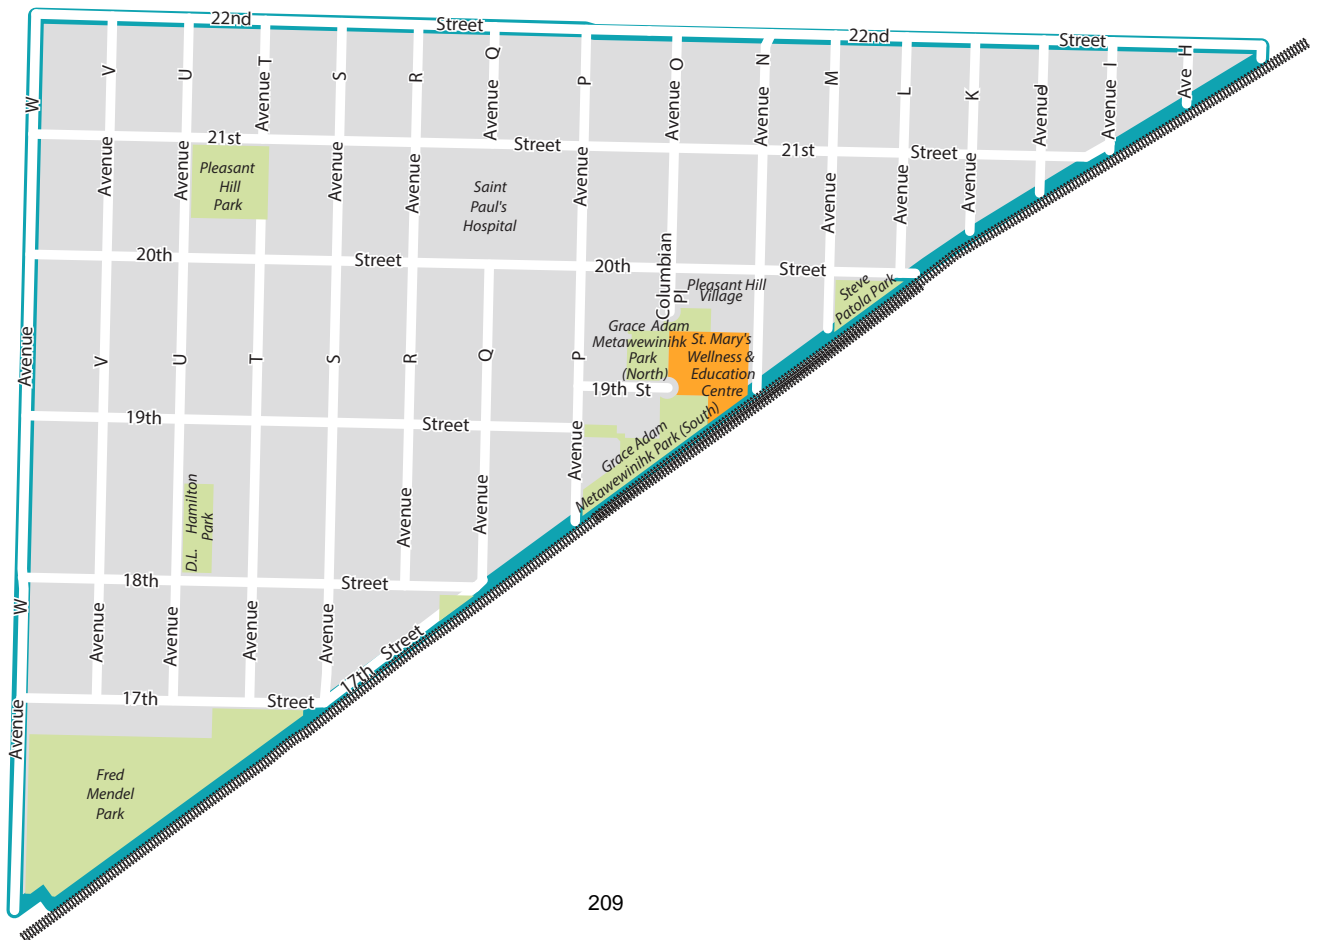 22nd
Street
22nd
Street
W
V
U
Avenue T
S
R
Avenue Q
P
Avenue O
Avenue N
M
L
K
Avenue J
Avenue I
Ave H
21st
Street
21st
Street
Avenue
Avenue
Avenue
Avenue
Avenue
Avenue
Avenue
Avenue
Pleasant
Hill
Park
Saint
Paul's
Hospital
20th
Street
20th
Street
Columbian
Pl
Pleasant Hill
Village
Steve
Patola Park
Avenue
V
U
T
S
R
Q
P
Grace Adam
Metawewinihk
Park
(North)
St. Mary's
Wellness &
Education
Centre
19th St
19th
Street
Avenue
Grace Adam
Metawewinihk Park (South)
D.L. Hamilton
Park
Avenue
Avenue
18th
Street
W
Avenue
Avenue
Avenue
Avenue
17th Street
17th
Street
Avenue
Fred
Mendel
Park
209